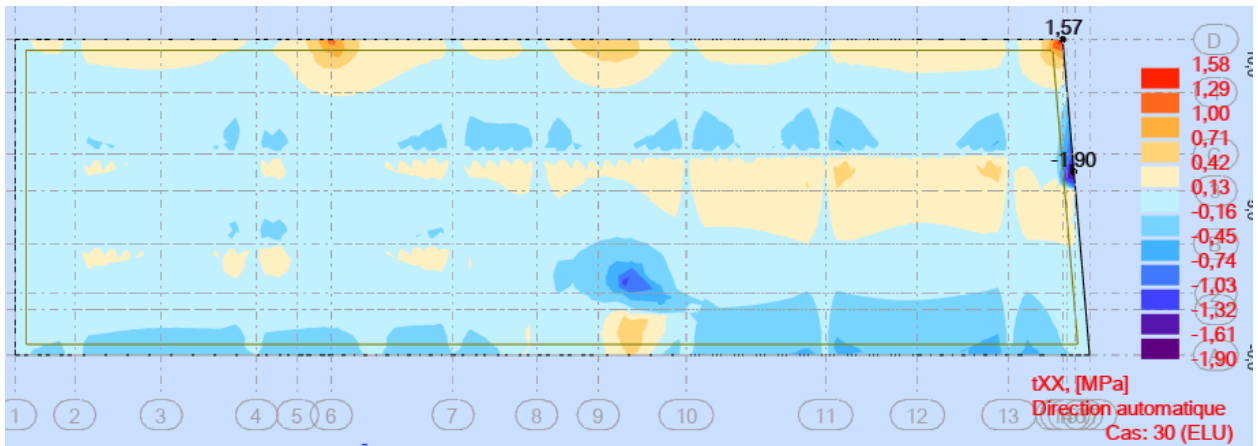 1,57
D
1,58
1,29
1,00
0,71
0,42
0,13
-0,16
-0,45
-0,74
-1,03
-1,32
-1,61
-1,90
-1,90
B
A
tXX, [MPa]
Direction automatique
Cas: 30 (ELU)
1 2 3 4 5 6 7 8 9 10 11 12 13